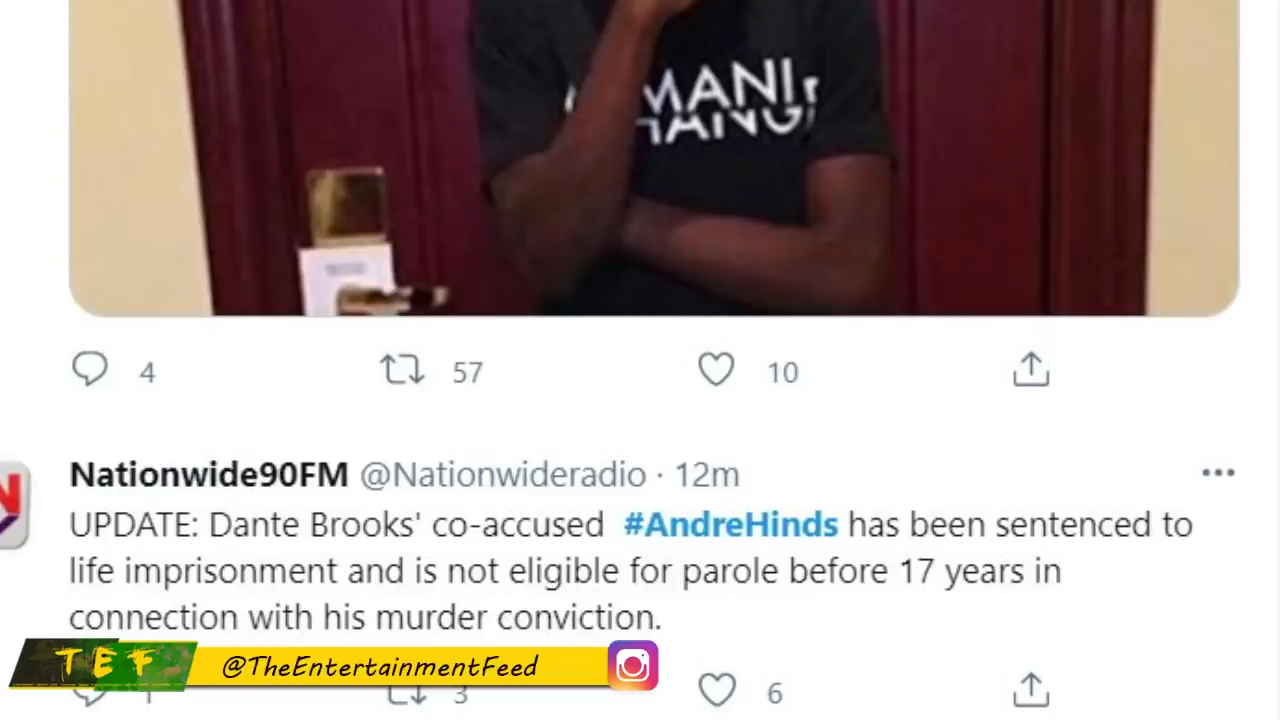 4 57 10
Nationwide90FM @Nationwideradio · 12m
UPDATE: Dante Brooks' co-accused #AndreHinds has been sentenced to
life imprisonment and is not eligible for parole before 17 years in
connection with his murder conviction.
TEF @TheEntertainmentFeed
1 3 6